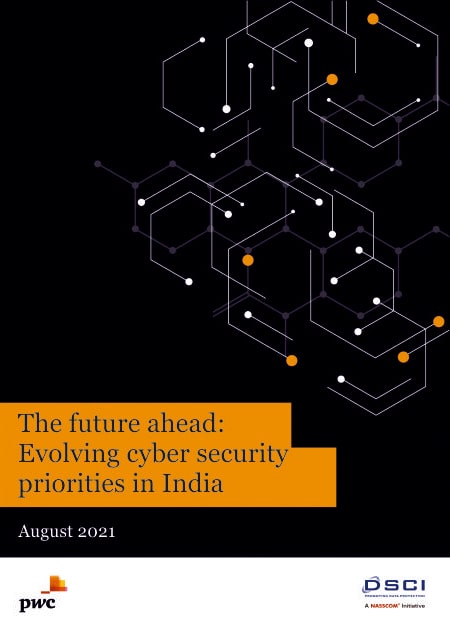 The future ahead:
Evolving cyber security
priorities in India
August 2021
pwc
DSCI
PROMOTING DATA PROTECTION
A NASSCOM® Initiative